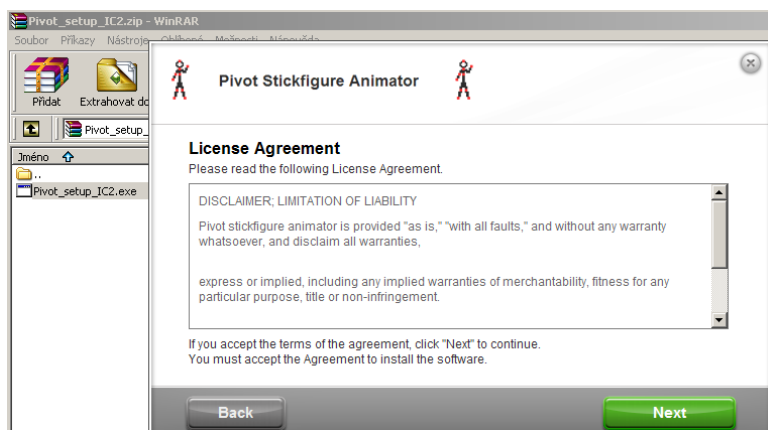 Pivot_setup_IC2.zip - WinRAR
Soubor Příkazy Nástroje Oblíbené Možnosti Nápověda
Přidat Extrahovat do
Pivot_setup_
Jméno
..
Pivot_setup_IC2.exe
Pivot Stickfigure Animator
License Agreement
Please read the following License Agreement.
DISCLAIMER; LIMITATION OF LIABILITY
Pivot stickfigure animator is provided "as is," "with all faults," and without any warranty
whatsoever, and disclaim all warranties,
express or implied, including any implied warranties of merchantability, fitness for any
particular purpose, title or non-infringement.
If you accept the terms of the agreement, click "Next" to continue.
You must accept the Agreement to install the software.
Back
Next